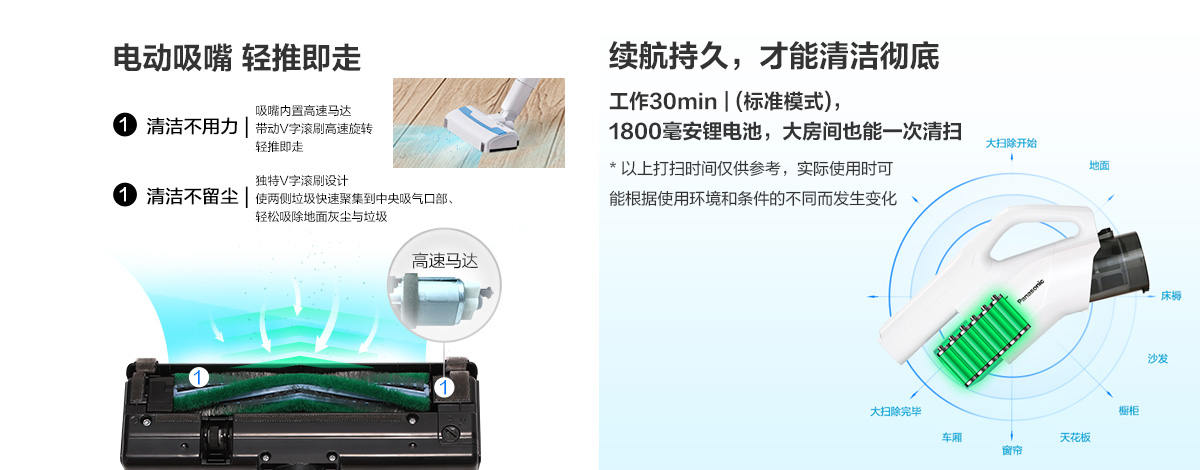 电动吸嘴 轻推即走
1 清洁不用力
吸嘴内置高速马达
带动V字滚刷高速旋转
轻推即走
1 清洁不留尘
独特V字滚刷设计
使两侧垃圾快速聚集到中央吸气口部、
轻松吸除地面灰尘与垃圾
高速马达
1
1
续航持久，才能清洁彻底
工作30min | (标准模式)，
1800毫安锂电池，大房间也能一次清扫
* 以上打扫时间仅供参考，实际使用时可
能根据使用环境和条件的不同而发生变化
大扫除开始
地面
Panasonic
床褥
沙发
橱柜
天花板
窗帘
车厢
大扫除完毕